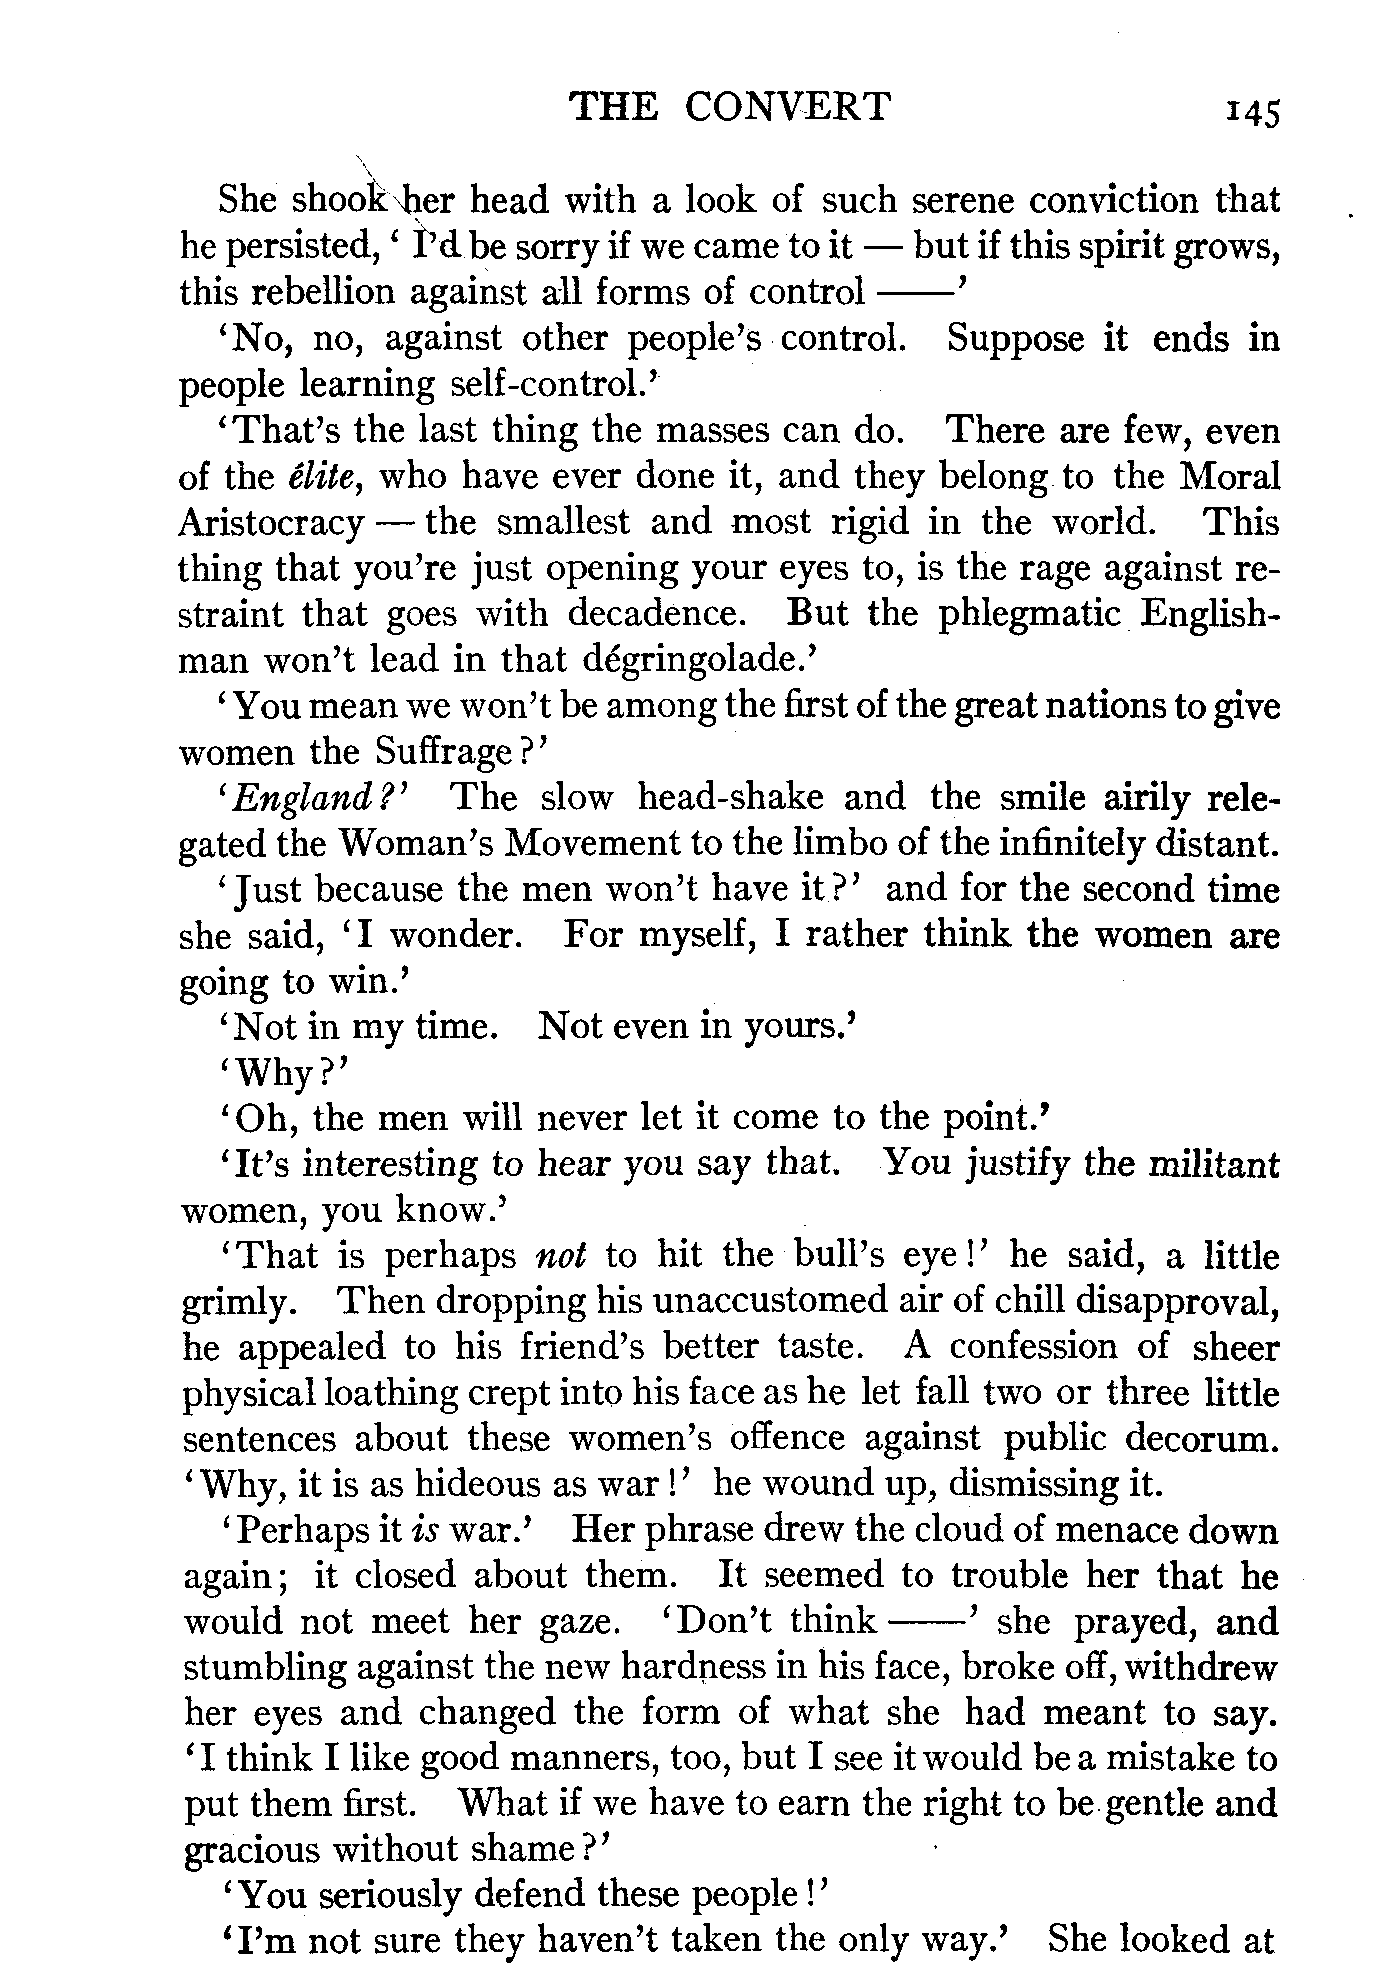 THE CONVERT 145
She shook her head with a look of such serene conviction that
he persisted, ‘ I’d be sorry if we came to it — but if this spirit grows,
this rebellion against all forms of control ——’
‘No, no, against other people’s control. Suppose it ends in
people learning self-control.’
‘That’s the last thing the masses can do. There are few, even
of the élite, who have ever done it, and they belong to the Moral
Aristocracy — the smallest and most rigid in the world. This
thing that you’re just opening your eyes to, is the rage against re-
straint that goes with decadence. But the phlegmatic English-
man won’t lead in that dégringolade.’
‘You mean we won’t be among the first of the great nations to give
women the Suffrage?’
‘England?’ The slow head-shake and the smile airily rele-
gated the Woman’s Movement to the limbo of the infinitely distant.
‘Just because the men won’t have it?’ and for the second time
she said, ‘I wonder. For myself, I rather think the women are
going to win.’
‘Not in my time. Not even in yours.’
‘Why?’
‘Oh, the men will never let it come to the point.’
‘It’s interesting to hear you say that. You justify the militant
women, you know.’
‘That is perhaps not to hit the bull’s eye!’ he said, a little
grimly. Then dropping his unaccustomed air of chill disapproval,
he appealed to his friend’s better taste. A confession of sheer
physical loathing crept into his face as he let fall two or three little
sentences about these women’s offence against public decorum.
‘Why, it is as hideous as war!’ he wound up, dismissing it.
‘Perhaps it is war.’ Her phrase drew the cloud of menace down
again; it closed about them. It seemed to trouble her that he
would not meet her gaze. ‘Don’t think ——’ she prayed, and
stumbling against the new hardness in his face, broke off, withdrew
her eyes and changed the form of what she had meant to say.
‘I think I like good manners, too, but I see it would be a mistake to
put them first. What if we have to earn the right to be gentle and
gracious without shame?’
‘You seriously defend these people!’
‘I’m not sure they haven’t taken the only way.’ She looked at